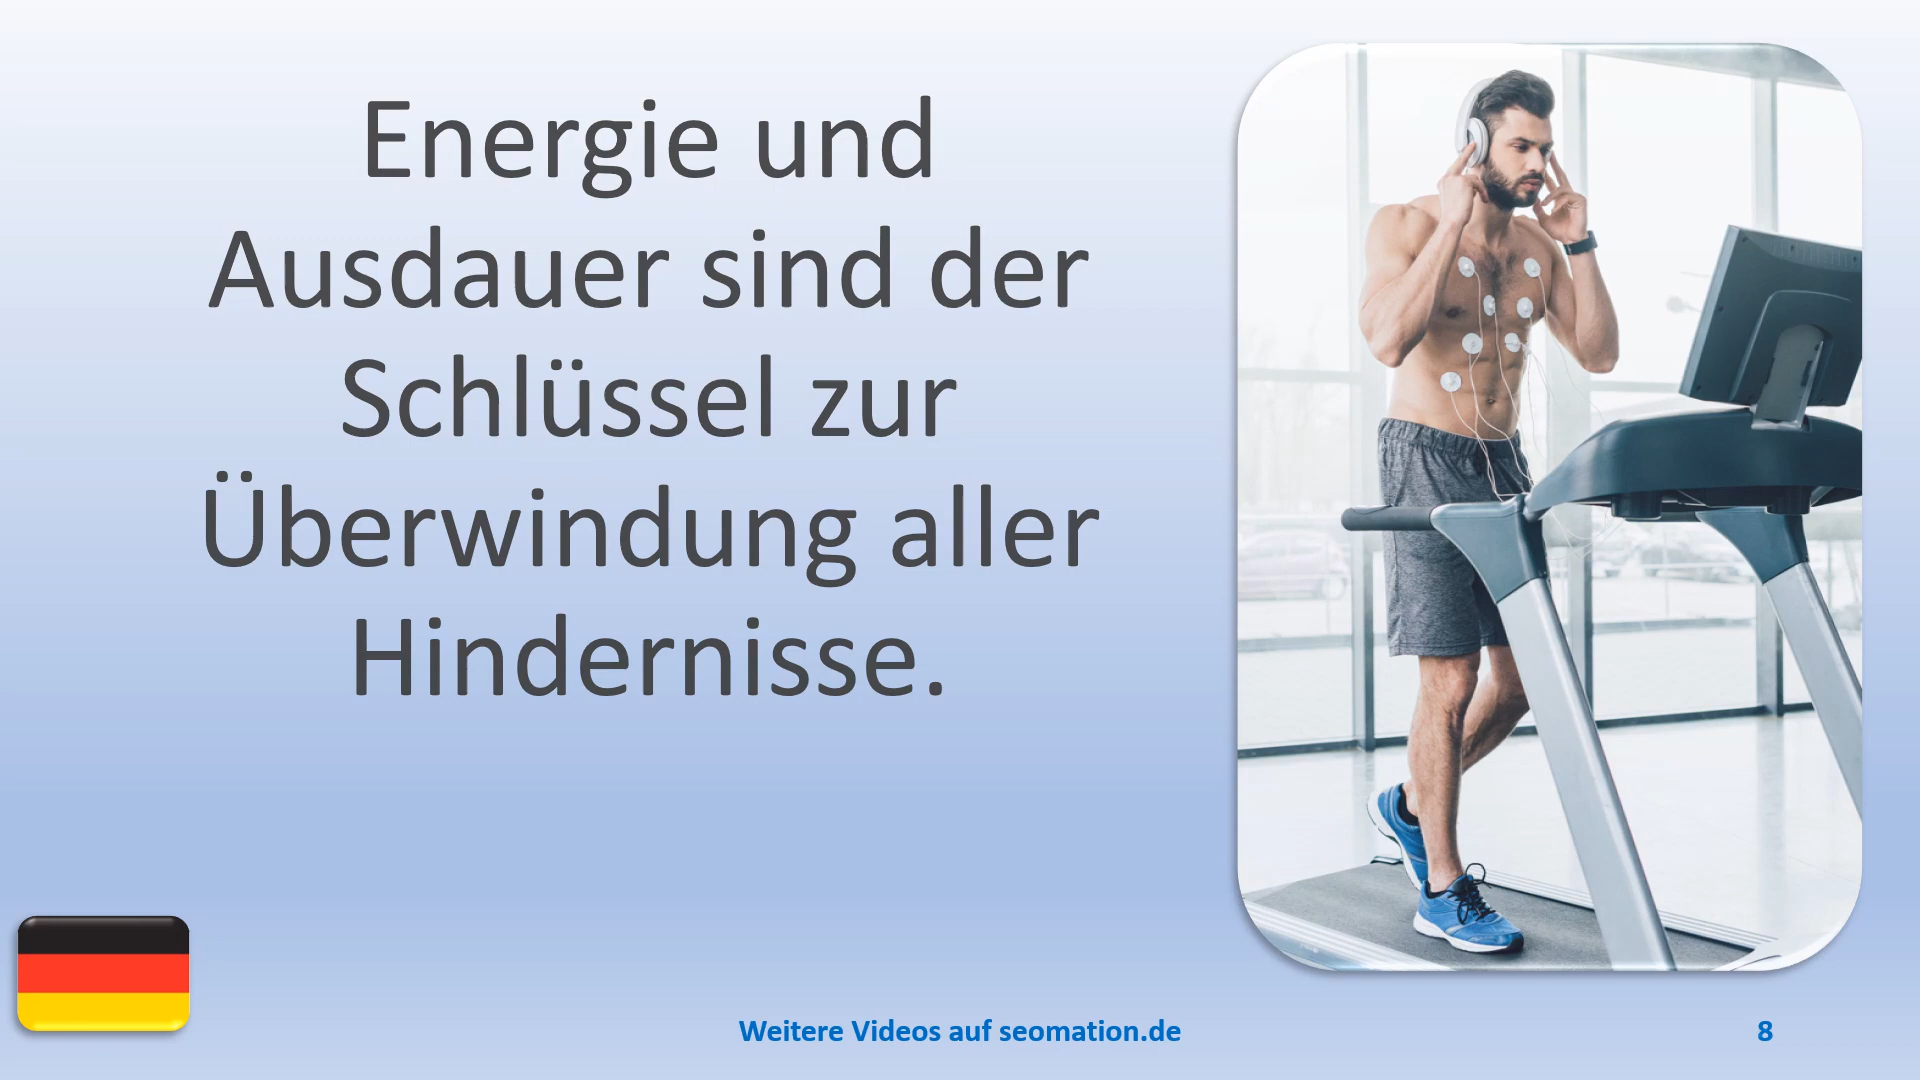 Energie und
Ausdauer sind der
Schlüssel zur
Überwindung aller
Hindernisse.
Weitere Videos auf seomation.de
8